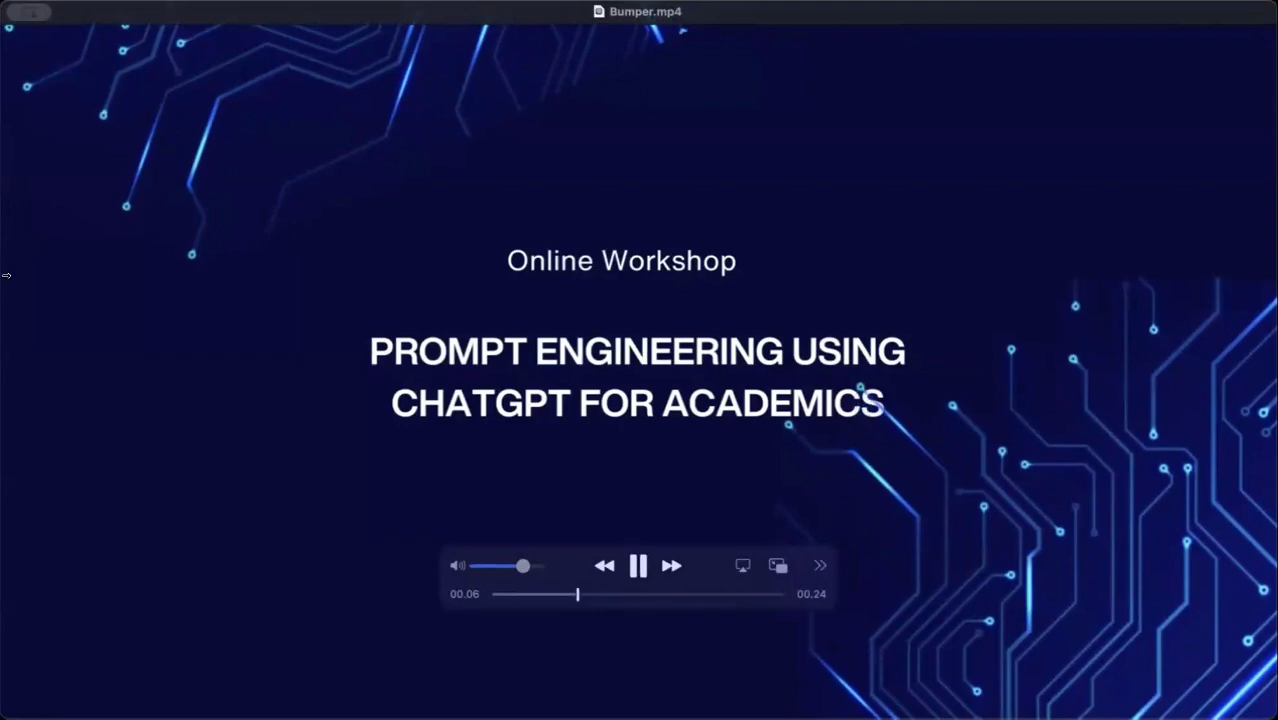 Bumper.mp4
Online Workshop
PROMPT ENGINEERING USING
CHATGPT FOR ACADEMICS
00.06
00.24